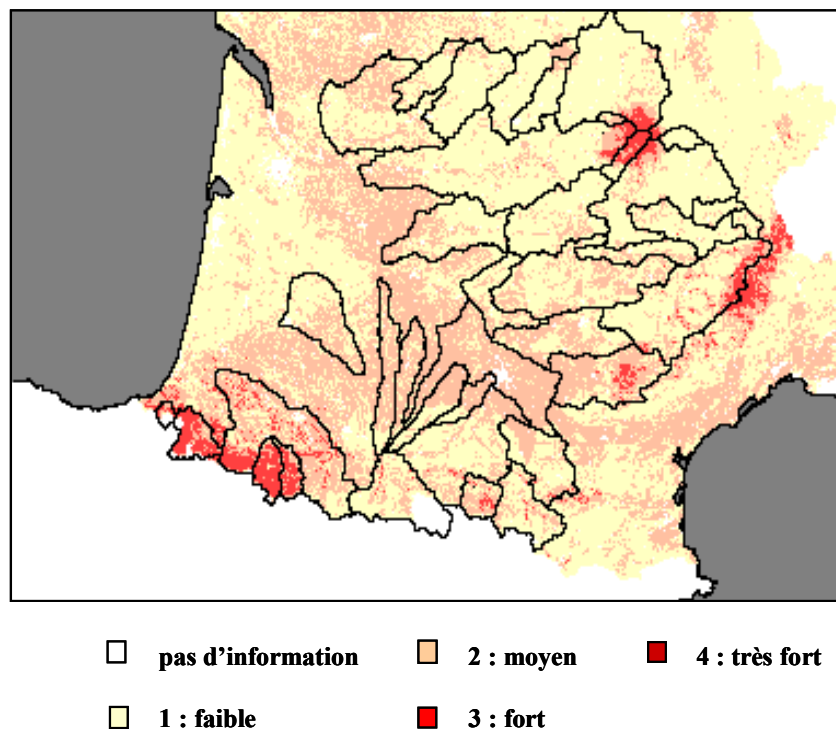 pas d'information
2 : moyen
4 : très fort
1 : faible
3 : fort